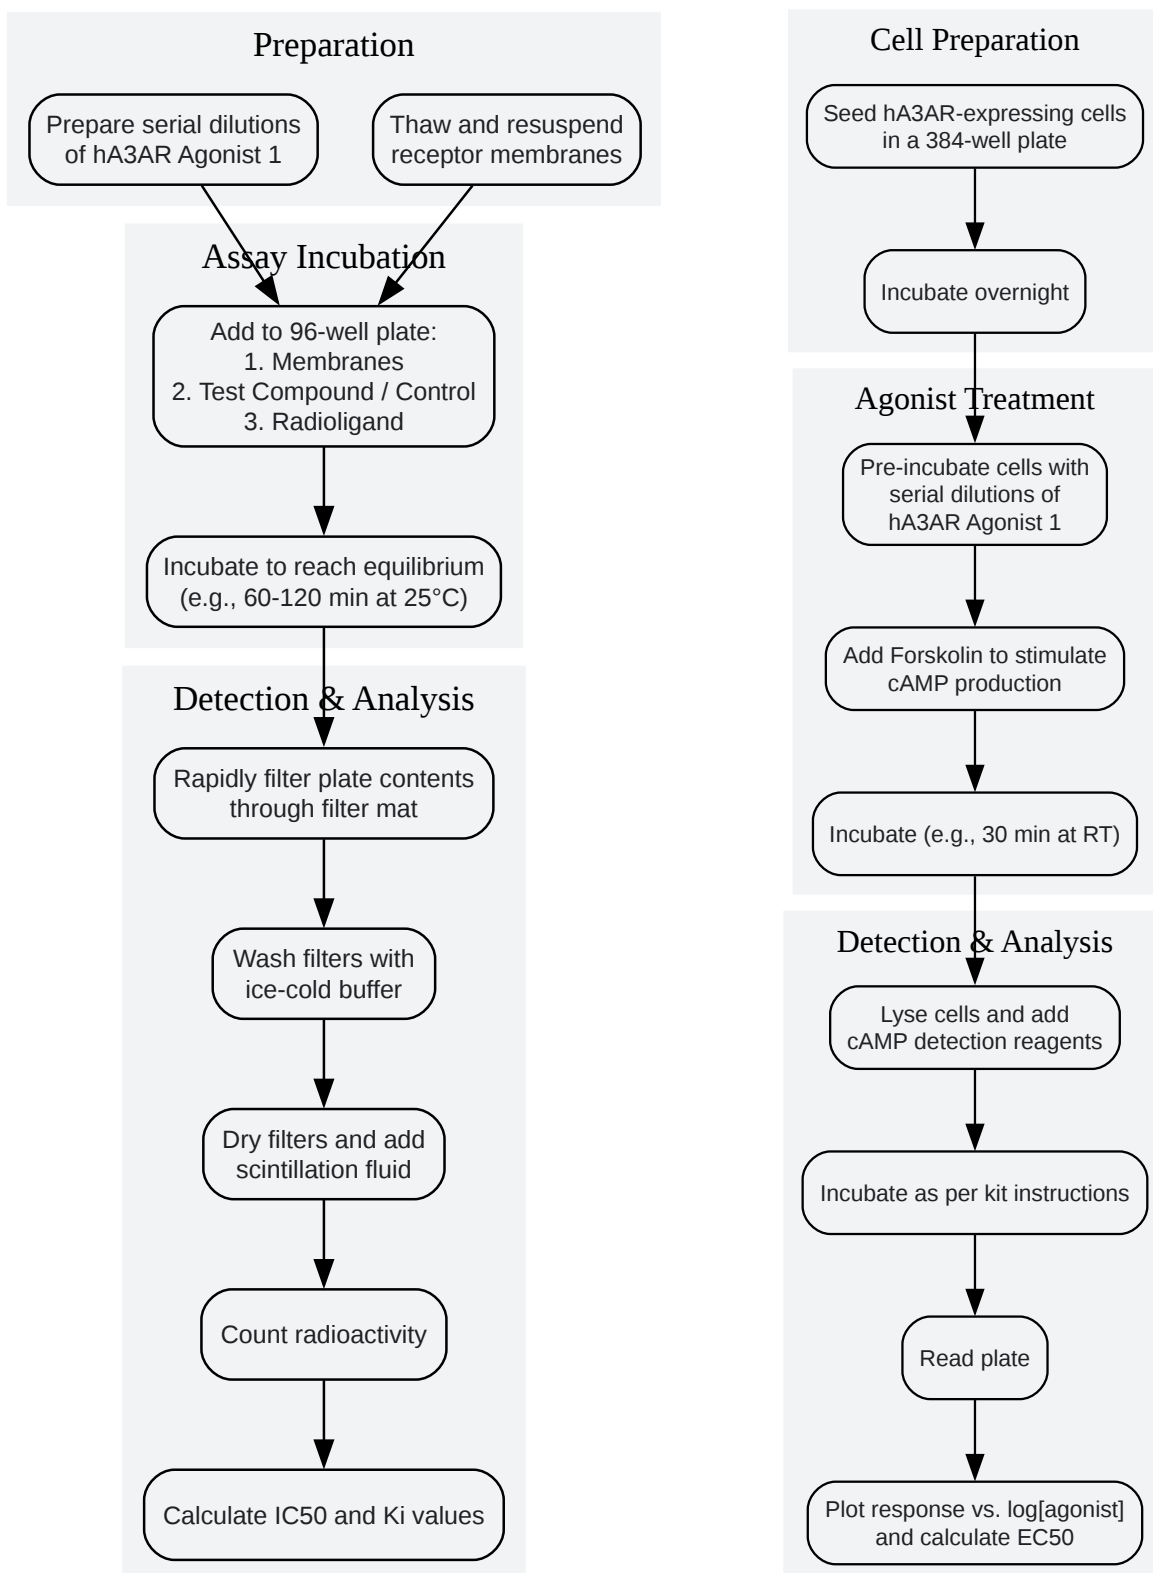 Preparation
Prepare serial dilutions
of hA3AR Agonist 1
Thaw and resuspend
receptor membranes
Assay Incubation
Add to 96-well plate:
1. Membranes
2. Test Compound / Control
3. Radioligand
Incubate to reach equilibrium
(e.g., 60-120 min at 25°C)
Detection & Analysis
Rapidly filter plate contents
through filter mat
Wash filters with
ice-cold buffer
Dry filters and add
scintillation fluid
Count radioactivity
Calculate IC50 and Ki values
Cell Preparation
Seed hA3AR-expressing cells
in a 384-well plate
Incubate overnight
Agonist Treatment
Pre-incubate cells with
serial dilutions of
hA3AR Agonist 1
Add Forskolin to stimulate
cAMP production
Incubate (e.g., 30 min at RT)
Detection & Analysis
Lyse cells and add
cAMP detection reagents
Incubate as per kit instructions
Read plate
Plot response vs. log[agonist]
and calculate EC50